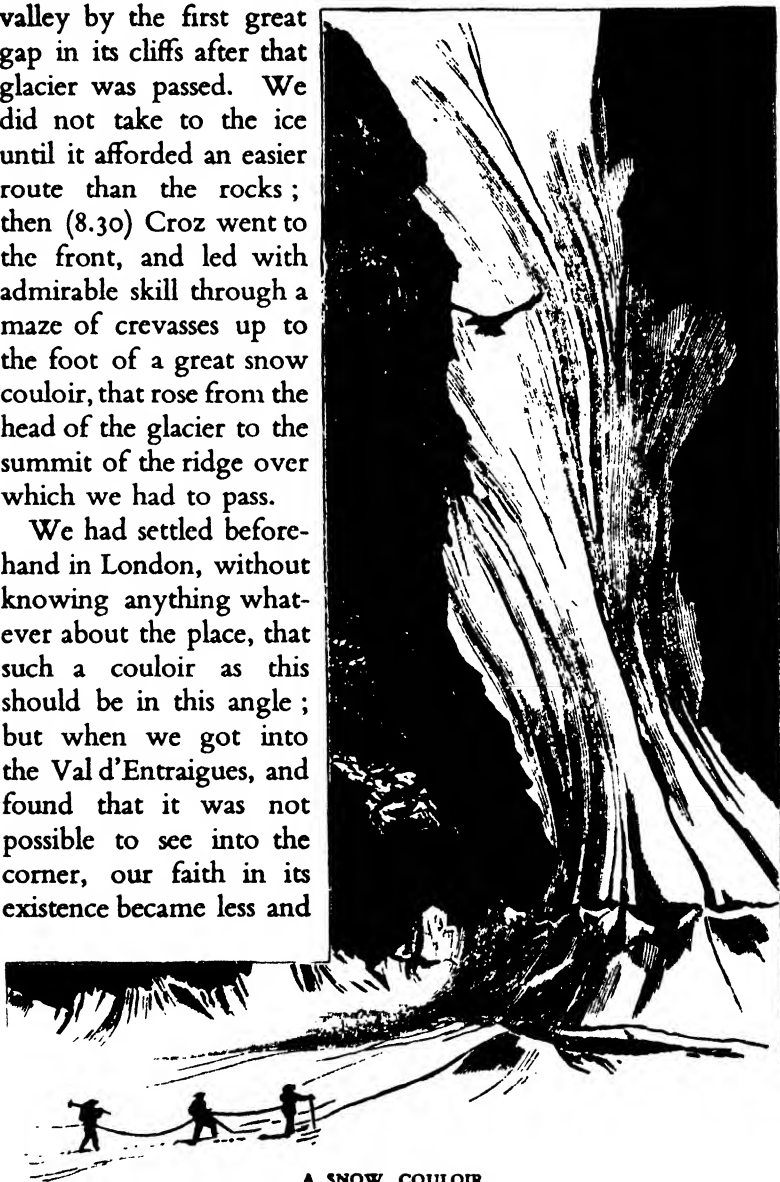 valley by the first great
gap in its cliffs after that
glacier was passed. We
did not take to the ice
until it afforded an easier
route than the rocks ;
then (8.30) Croz went to
the front, and led with
admirable skill through a
maze of crevasses up to
the foot of a great snow
couloir, that rose from the
head of the glacier to the
summit of the ridge over
which we had to pass.
We had settled before-
hand in London, without
knowing anything what-
ever about the place, that
such a couloir as this
should be in this angle ;
but when we got into
the Val d'Entraigues, and
found that it was not
possible to see into the
corner, our faith in its
existence became less and
A SNOW COULOIR